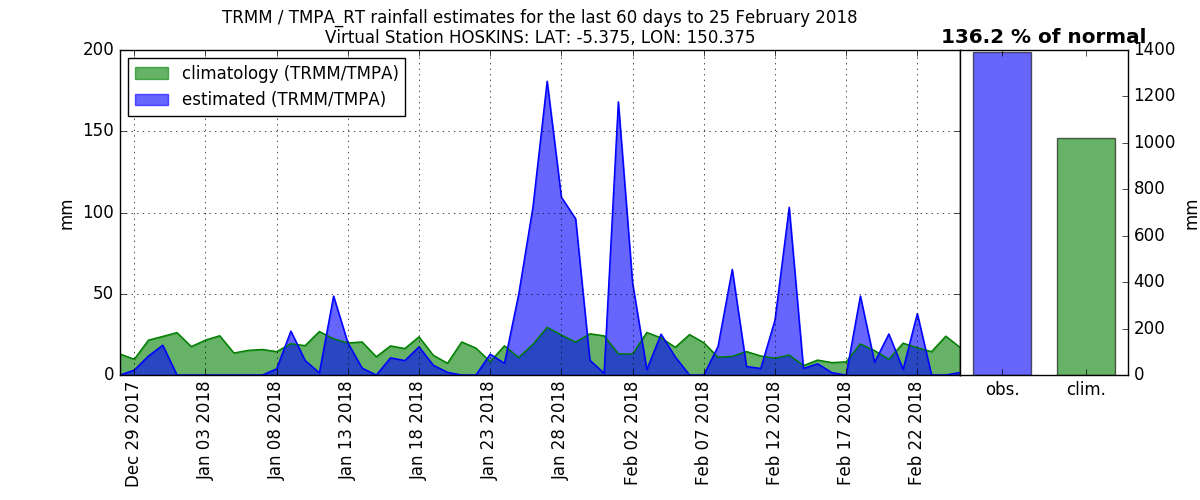 TRMM / TMPA_RT rainfall estimates for the last 60 days to 25 February 2018
Virtual Station HOSKINS: LAT: -5.375, LON: 150.375
136.2 % of normal
climatology (TRMM/TMPA)
estimated (TRMM/TMPA)
200
150
100
50
0
mm
1400
1200
1000
800
600
400
200
0
mm
Dec 29 2017
Jan 03 2018
Jan 08 2018
Jan 13 2018
Jan 18 2018
Jan 23 2018
Jan 28 2018
Feb 02 2018
Feb 07 2018
Feb 12 2018
Feb 17 2018
Feb 22 2018
obs.
clim.